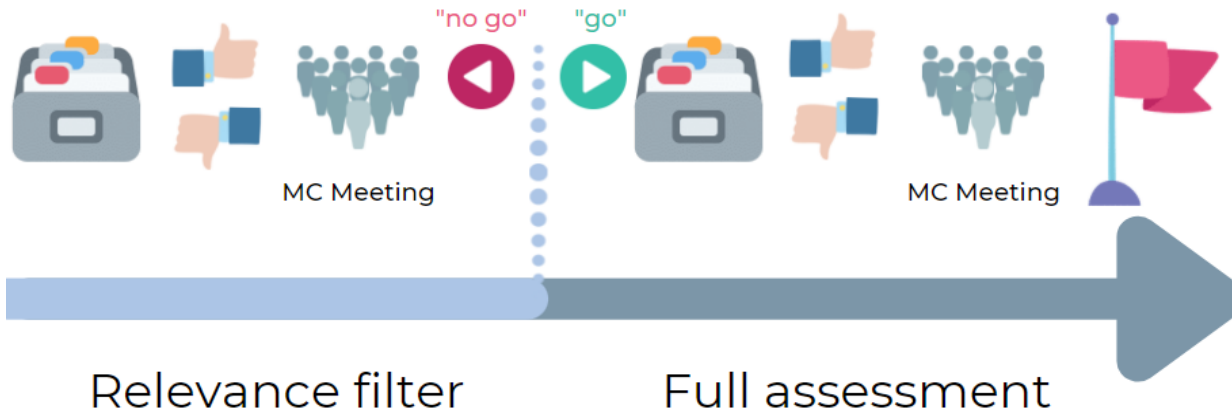 "no go"
"go"
MC Meeting
MC Meeting
Relevance filter
Full assessment